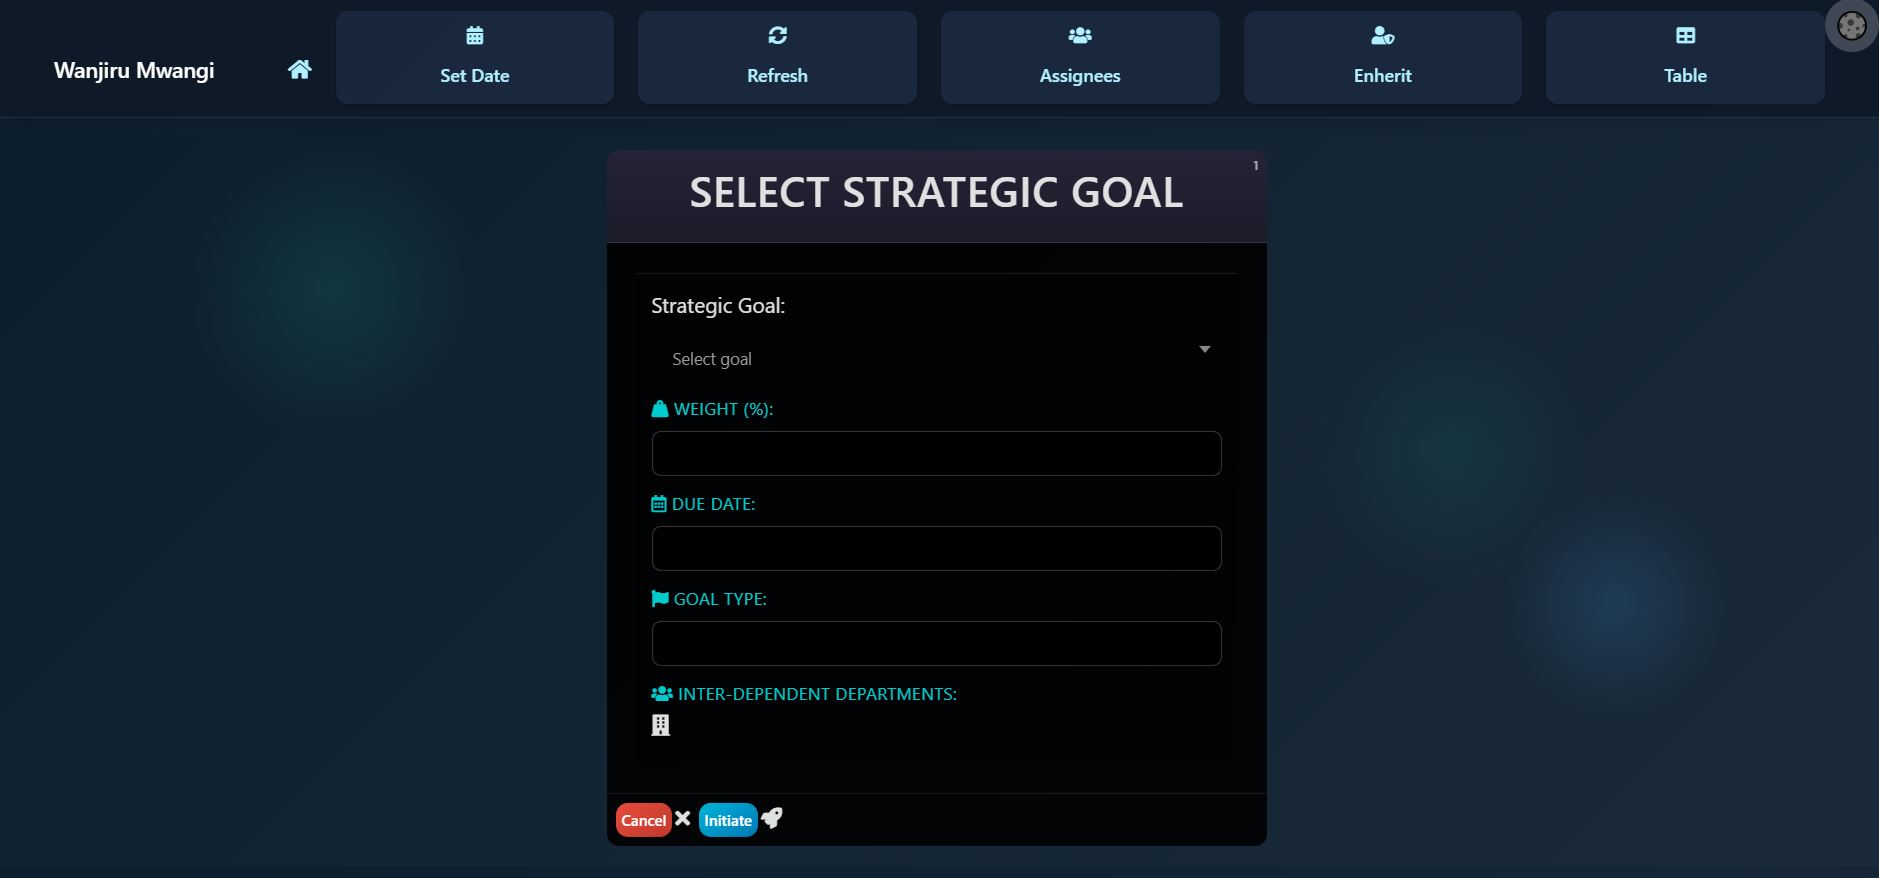 Wanjiru Mwangi
Set Date
Refresh
Assignees
Enherit
Table
1
SELECT STRATEGIC GOAL
Strategic Goal:
Select goal
WEIGHT (%):
DUE DATE:
GOAL TYPE:
INTER-DEPENDENT DEPARTMENTS:
Cancel
Initiate